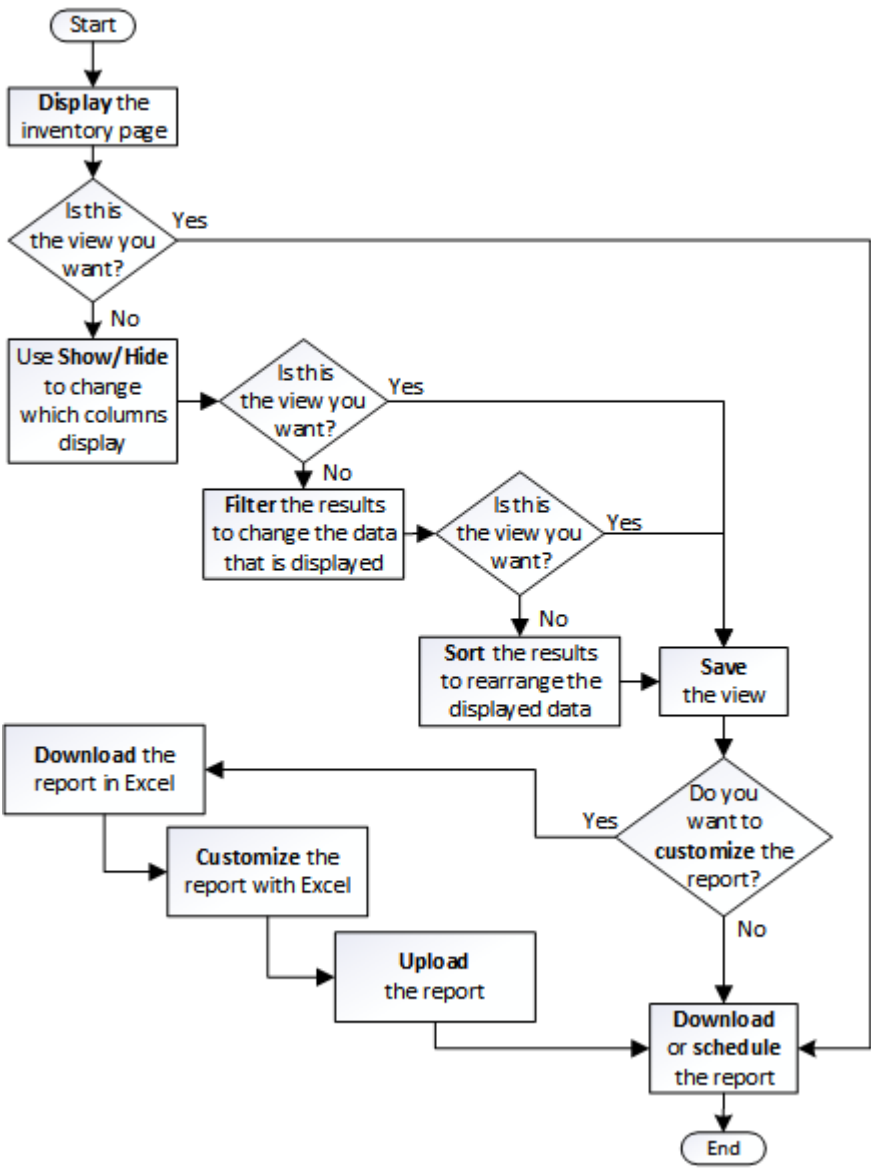 Start
Display the
inventory page
Is this
the view you
want?
Yes
No
Use Show/Hide
to change
which columns
display
Is this
the view you
want?
Yes
No
Filter the results
to change the data
that is displayed
Is this
the view you
want?
Yes
No
Sort the results
to rearrange the
displayed data
Save
the view
Do you
want to
customize the
report?
Yes
No
Download the
report in Excel
Customize the
report with Excel
Upload
the report
Download
or schedule
the report
End